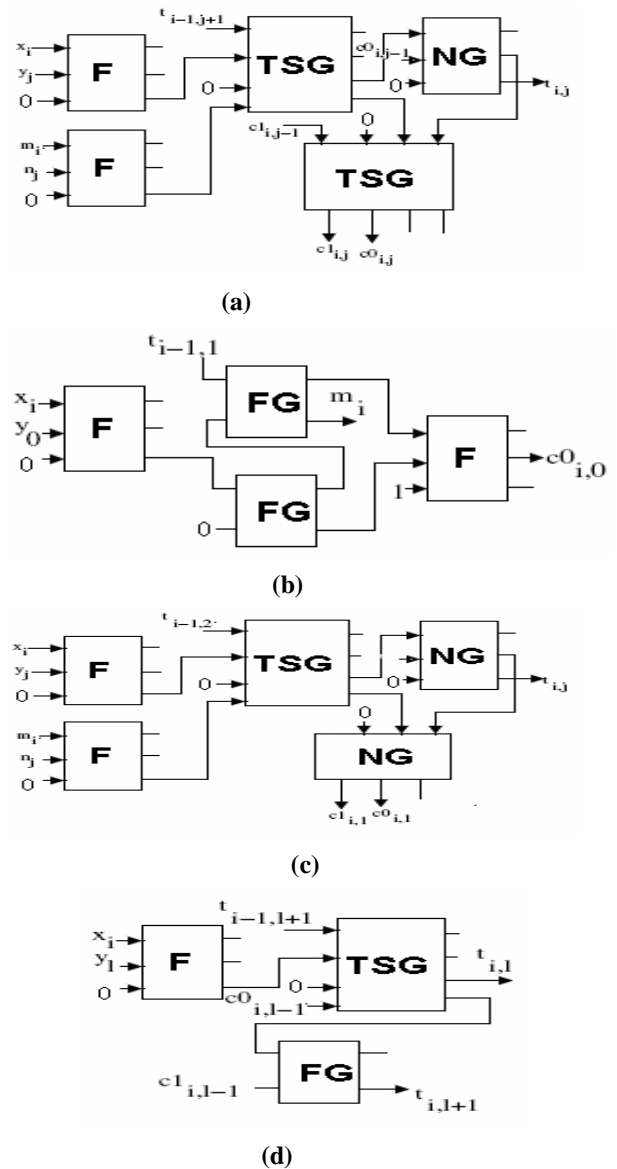 t i−1,j+1
x i
y j
0
F
TSG
0
c0 i,j−1
0
NG
t i,j
m i
n j
0
F
c1 i,j−1
0
TSG
c1 i,j
c0 i,j
(a)
t i−1,1
x i
y 0
0
F
FG
m i
F
c0 i,0
0
FG
1
(b)
t i−1,2
x i
y j
0
F
TSG
0
NG
0
t i,j
m i
n j
0
F
0
NG
c1 i,1
c0 i,1
(c)
t i−1,l+1
x i
y l
0
F
c0 i,l−1
0
TSG
t i,l
c1 i,l−1
FG
t i,l+1
(d)